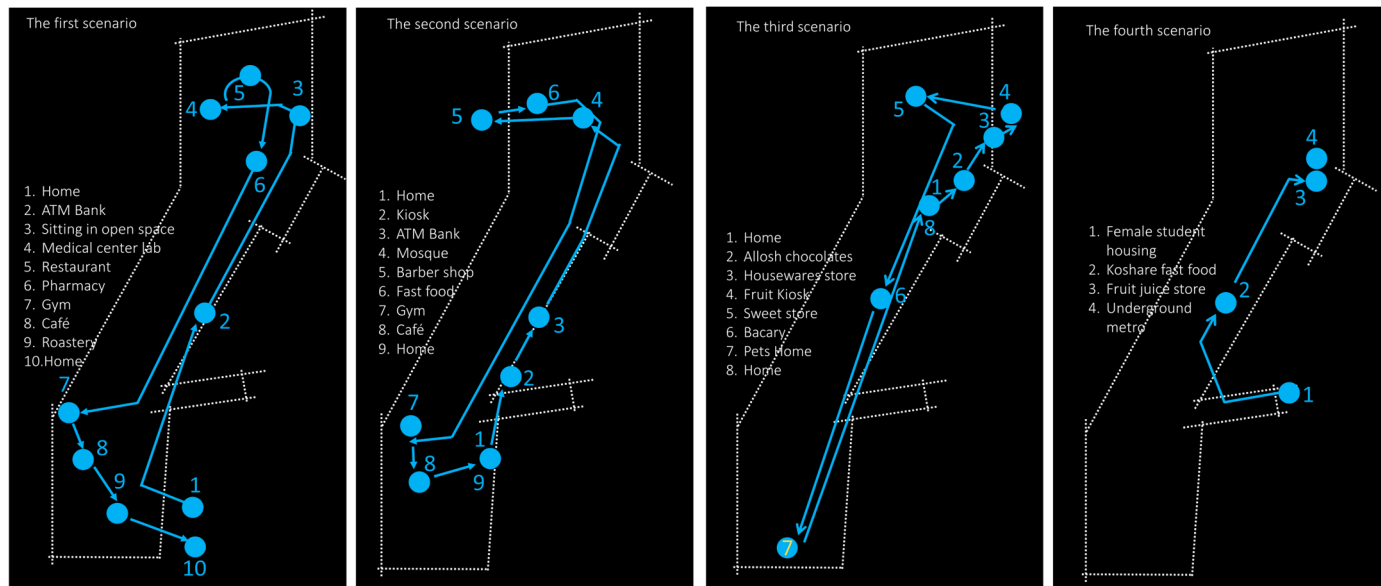 The first scenario
3
5
4
6
1. Home
2. ATM Bank
3. Sitting in open space
4. Medical center lab
5. Restaurant
6. Pharmacy
7. Gym
8. Café
9. Roastery
10.Home
2
7
8
9
1
10
The second scenario
6
4
5
1. Home
2. Kiosk
3. ATM Bank
4. Mosque
5. Barber shop
6. Fast food
7. Gym
8. Café
9. Home
3
2
7
1
8
9
The third scenario
4
5
3
2
1
8
1. Home
2. Allosh chocolates
3. Housewares store
4. Fruit Kiosk
5. Sweet store
6. Bacary
7. Pets Home
8. Home
6
7
The fourth scenario
4
3
1. Female student
housing
2. Koshare fast food
3. Fruit juice store
4. Underground
metro
2
1